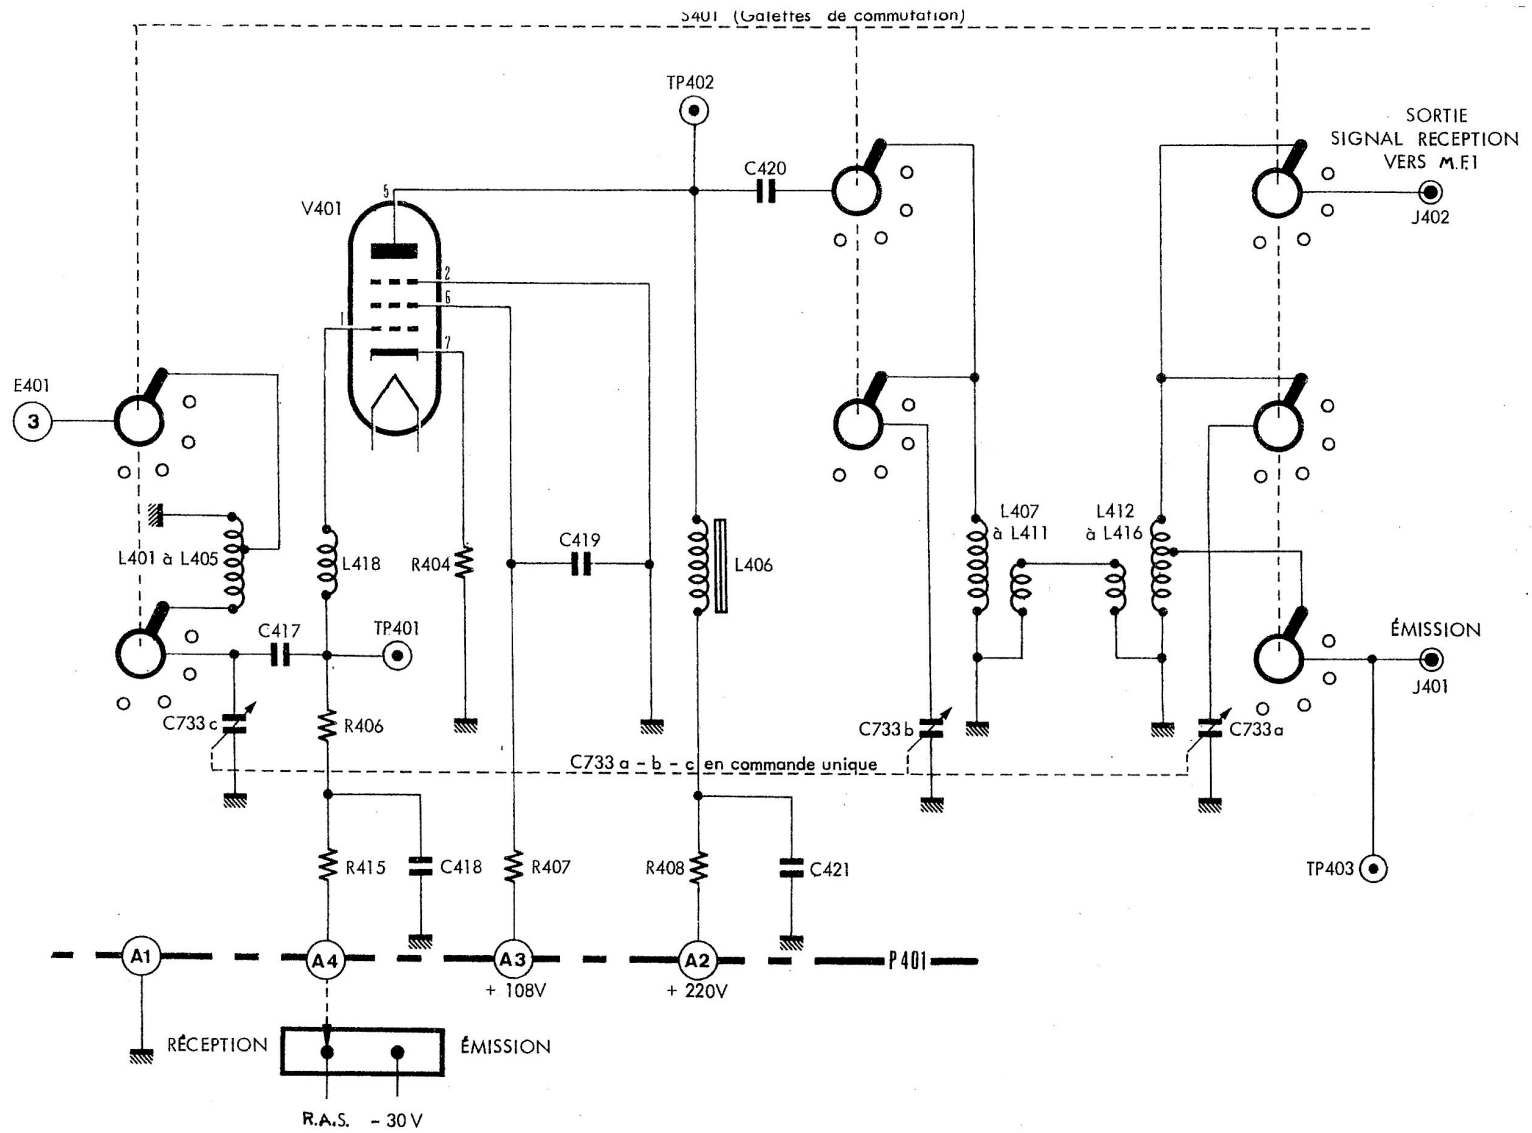 S401 (Galettes de commutation)
TP402
SORTIE
SIGNAL RECEPTION
VERS M.F.1
J402
C420
5
V401
2
6
1
7
E401
3
L401 à L405
L418
R404
C419
L406
L407
à L411
L412
à L416
C417
TP401
ÉMISSION
J401
C733 c
R406
C733 b
C733 a
C733 a - b - c en commande unique
R415
C418
R407
R408
C421
TP403
A1
A4
A3
A2
P401
+ 108V
+ 220V
RÉCEPTION
ÉMISSION
R.A.S.
- 30 V